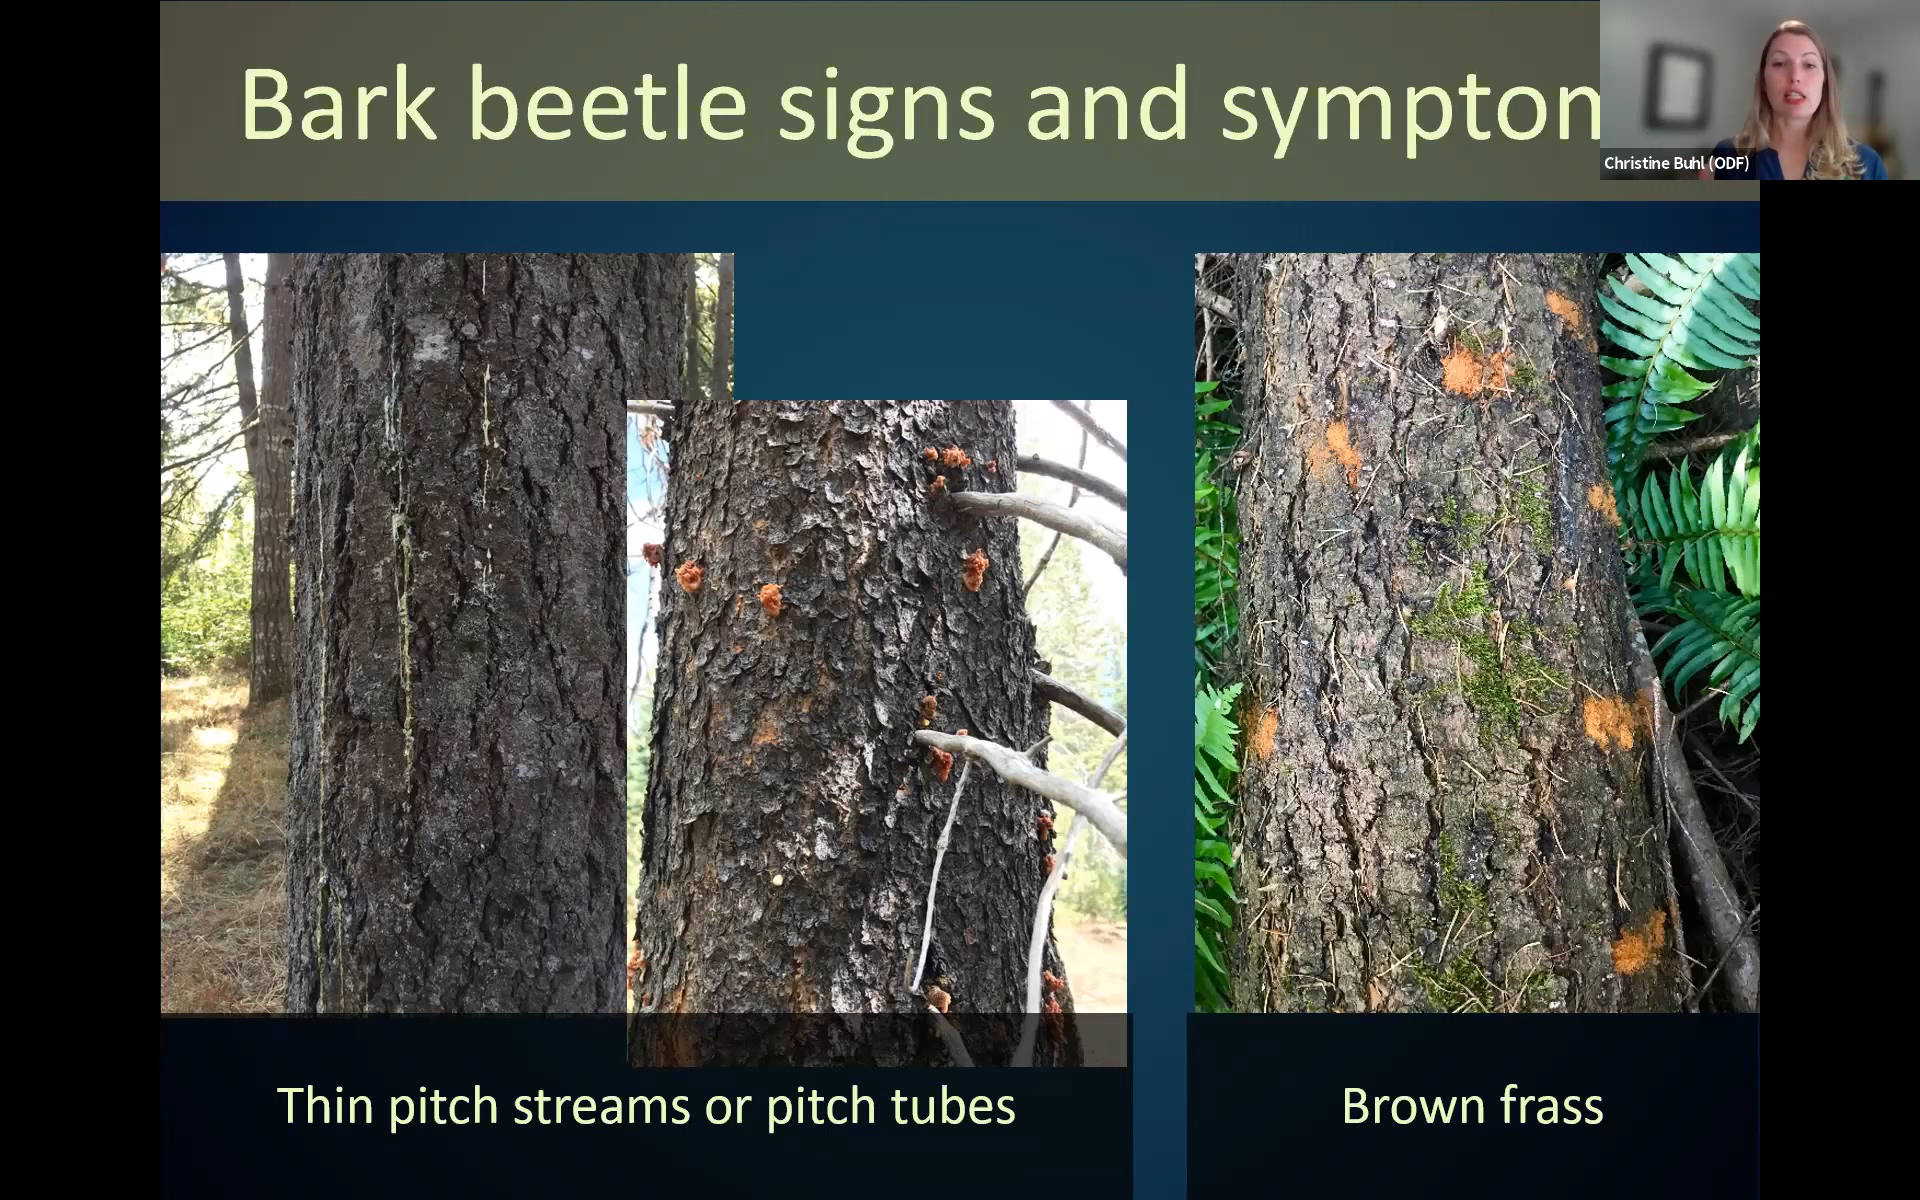 Bark beetle signs and sympton
Christine Buhl (ODF)
Thin pitch streams or pitch tubes
Brown frass